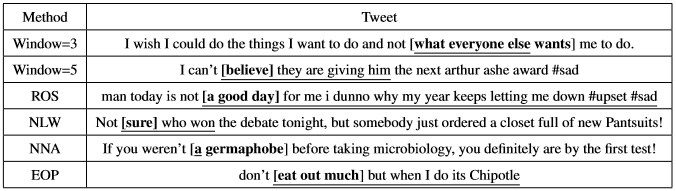 Method Tweet
Window=3 I wish I could do the things I want to do and not [what everyone else wants] me to do.
Window=5 I can't [believe] they are giving him the next arthur ashe award #sad
ROS man today is not [a good day] for me i dunno why my year keeps letting me down #upset #sad
NLW Not [sure] who won the debate tonight, but somebody just ordered a closet full of new Pantsuits!
NNA If you weren't [a germaphobe] before taking microbiology, you definitely are by the first test!
EOP don't [eat out much] but when I do its Chipotle